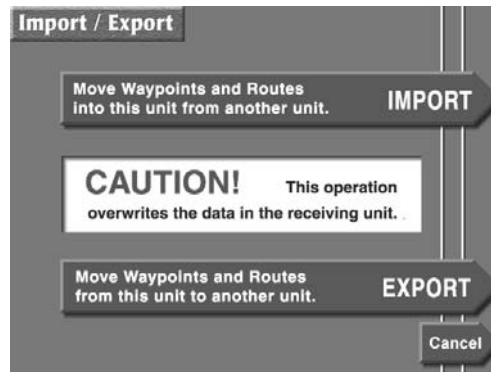 Import / Export
Move Waypoints and Routes
into this unit from another unit.
IMPORT
CAUTION! This operation
overwrites the data in the receiving unit.
Move Waypoints and Routes
from this unit to another unit.
EXPORT
Cancel